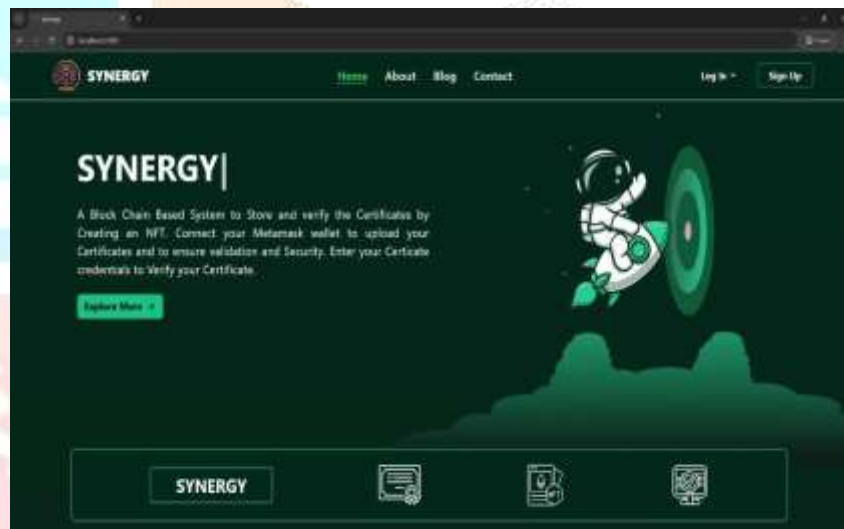 SYNERGY
Home About Blog Contact
Log In
Sign Up
SYNERGY
A Block Chain Based System to Store and verify the Certificates by
Creating an NFT. Connect your Metamask wallet to upload your
Certificates and to ensure validation and Security. Enter your Certicate
credentials to Verify your Certificate.
Explore More →
SYNERGY